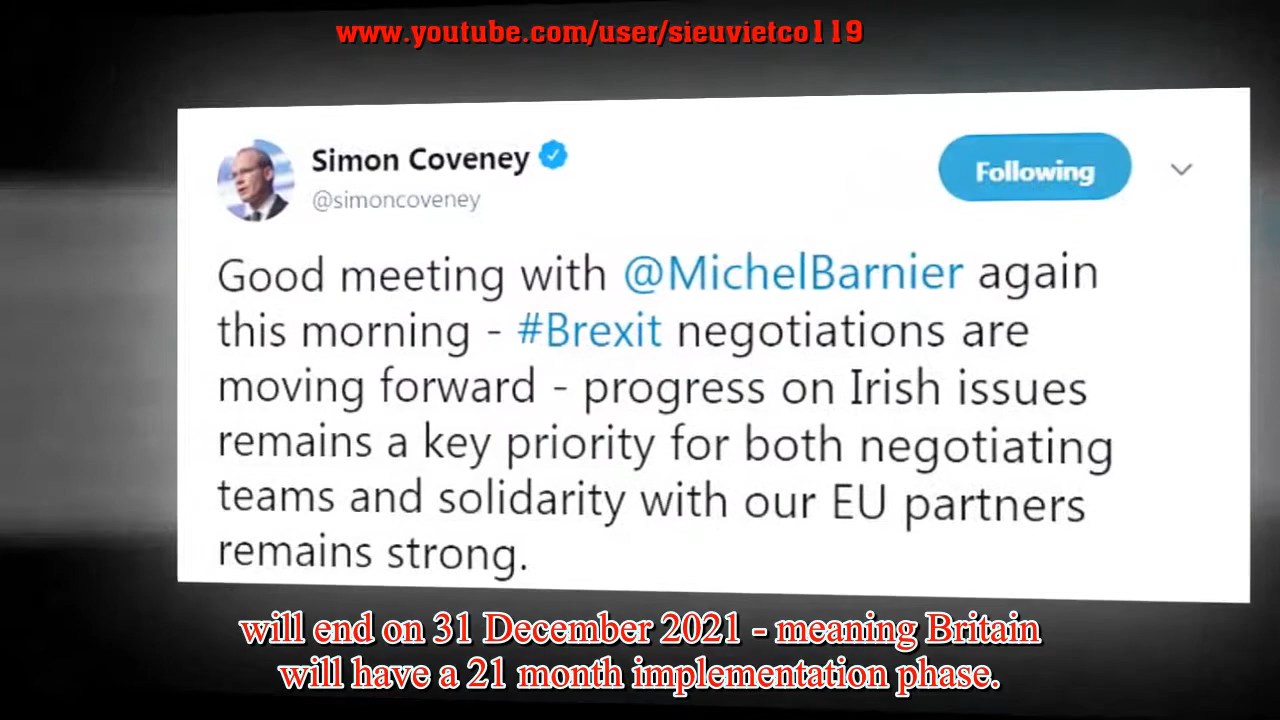 www.youtube.com/user/sieuvietco119
Simon Coveney
Following
@simoncoveney
Good meeting with @MichelBarnier again
this morning - #Brexit negotiations are
moving forward - progress on Irish issues
remains a key priority for both negotiating
teams and solidarity with our EU partners
remains strong.
will end on 31 December 2021 - meaning Britain
will have a 21 month implementation phase.